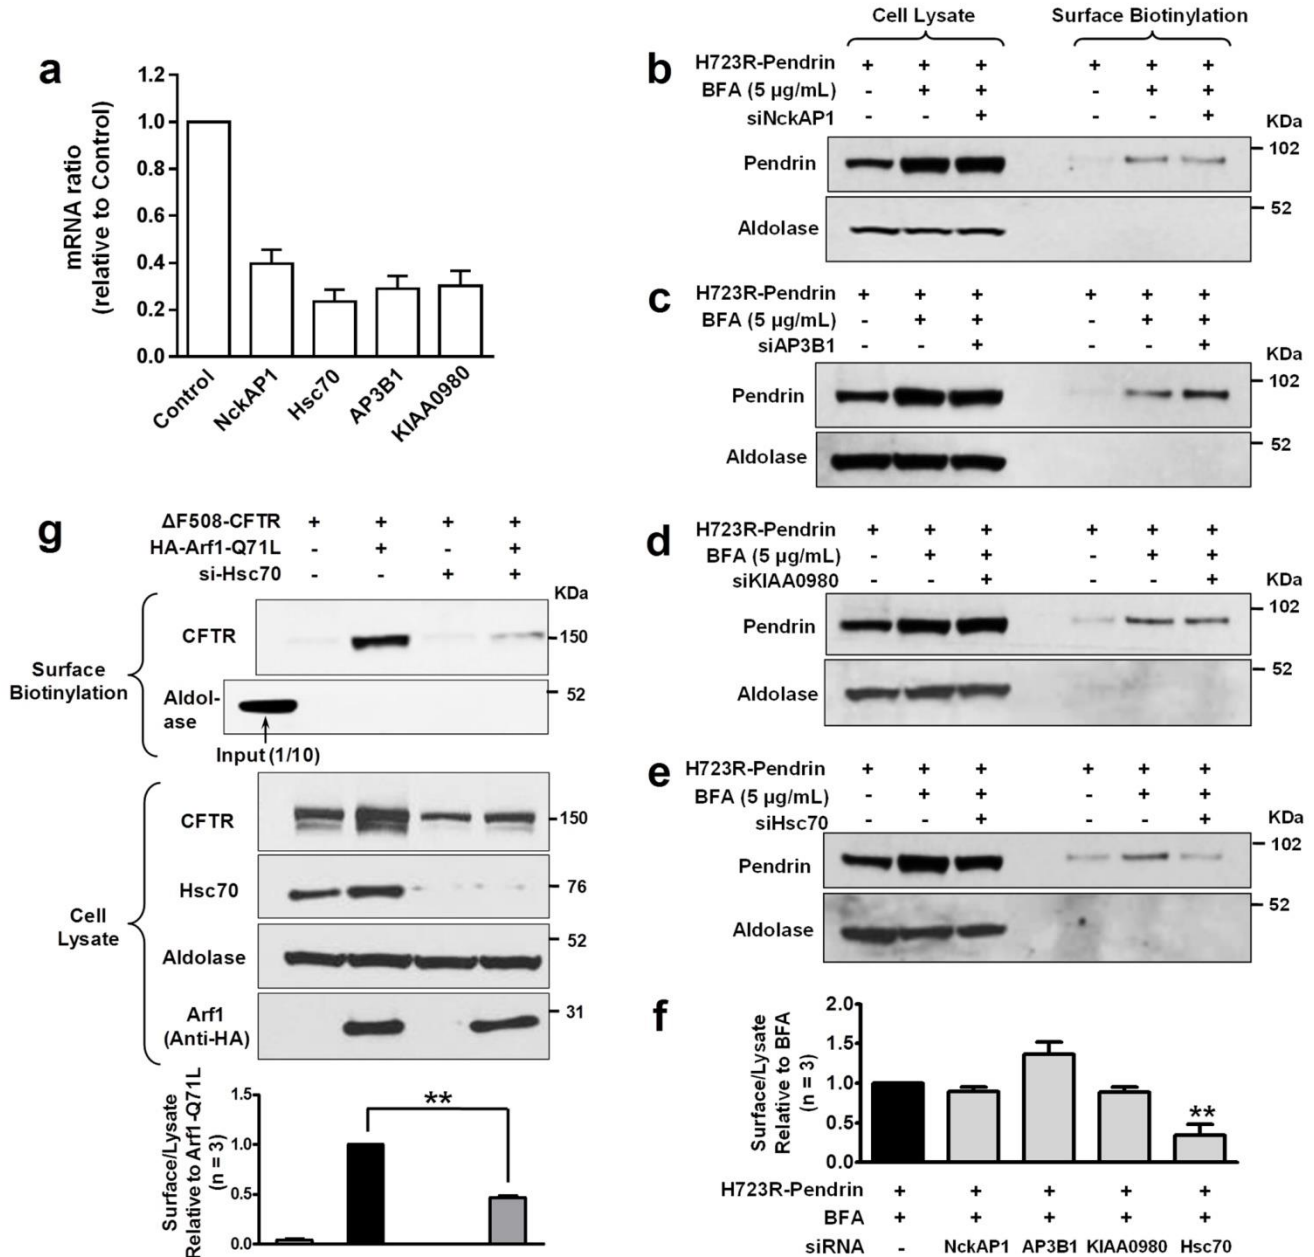 a
mRNA ratio
(relative to Control)
1.2
1.0
0.8
0.6
0.4
0.2
0.0
Control
NckAP1
Hsc70
AP3B1
KIAA0980
Cell Lysate
Surface Biotinylation
b
H723R-Pendrin + + + + + +
BFA (5 µg/mL) - + + - + +
siNckAP1 - - + - - +
KDa
Pendrin
102
Aldolase
52
c
H723R-Pendrin + + + + + +
BFA (5 µg/mL) - + + - + +
siAP3B1 - - + - - +
KDa
Pendrin
102
Aldolase
52
d
H723R-Pendrin + + + + + +
BFA (5 µg/mL) - + + - + +
siKIAA0980 - - + - - +
KDa
Pendrin
102
Aldolase
52
e
H723R-Pendrin + + + + + +
BFA (5 µg/mL) - + + - + +
siHsc70 - - + - - +
KDa
Pendrin
102
Aldolase
52
f
Surface/Lysate
Relative to BFA
(n = 3)
2.0
1.5
1.0
0.5
0.0
**
H723R-Pendrin + + + + +
BFA + + + + +
siRNA - NckAP1 AP3B1 KIAA0980 Hsc70
g
ΔF508-CFTR + + + +
HA-Arf1-Q71L - + - +
si-Hsc70 - - + +
KDa
Surface
Biotinylation
CFTR
150
Aldol-
ase
52
Input (1/10)
Cell
Lysate
CFTR
150
Hsc70
76
Aldolase
52
Arf1
(Anti-HA)
31
Surface/Lysate
Relative to Arf1-Q71L
(n = 3)
1.5
1.0
0.5
0.0
**